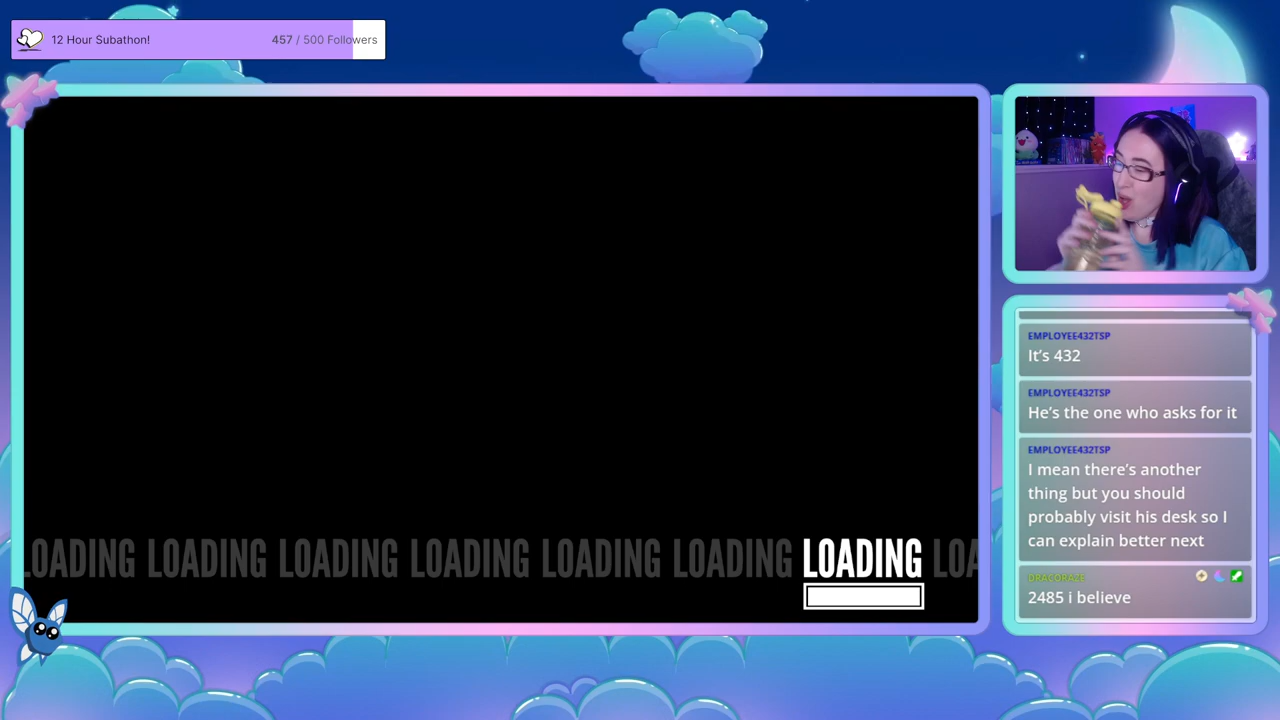 12 Hour Subathon!
457 / 500 Followers
EMPLOYEE432TSP
It's 432
EMPLOYEE432TSP
He's the one who asks for it
EMPLOYEE432TSP
I mean there's another
thing but you should
probably visit his desk so I
can explain better next
DRACORAZE
2485 i believe
OADING LOADING LOADING LOADING LOADING LOADING LOADING LOA